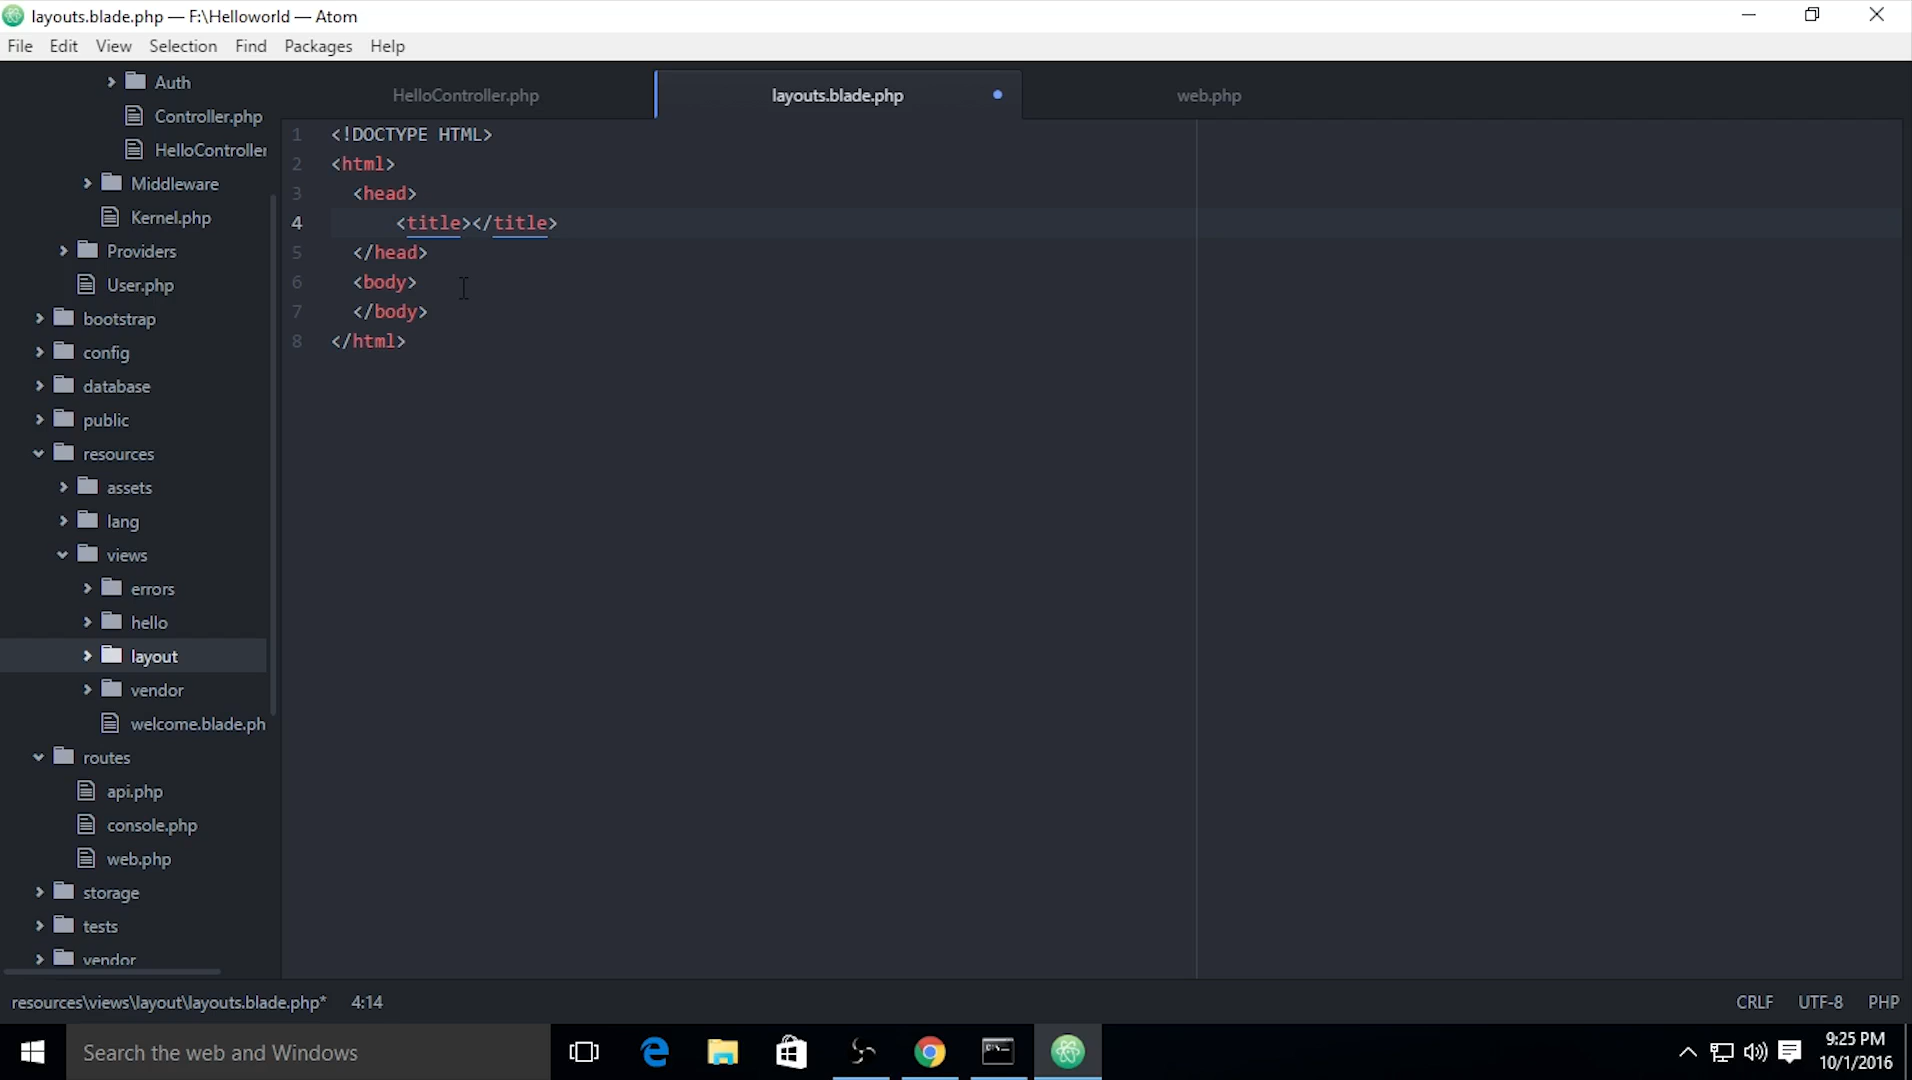 layouts.blade.php — F:\Helloworld — Atom
File Edit View Selection Find Packages Help
Auth
Controller.php
HelloController
Middleware
Kernel.php
Providers
User.php
bootstrap
config
database
public
resources
assets
lang
views
errors
hello
layout
vendor
welcome.blade.ph
routes
api.php
console.php
web.php
storage
tests
vendor
HelloController.php layouts.blade.php web.php
1 <!DOCTYPE HTML>
2 <html>
3 <head>
4 <title></title>
5 </head>
6 <body>
7 </body>
8 </html>
resources\views\layout\layouts.blade.php* 4:14 CRLF UTF-8 PHP
Search the web and Windows
9:25 PM
10/1/2016